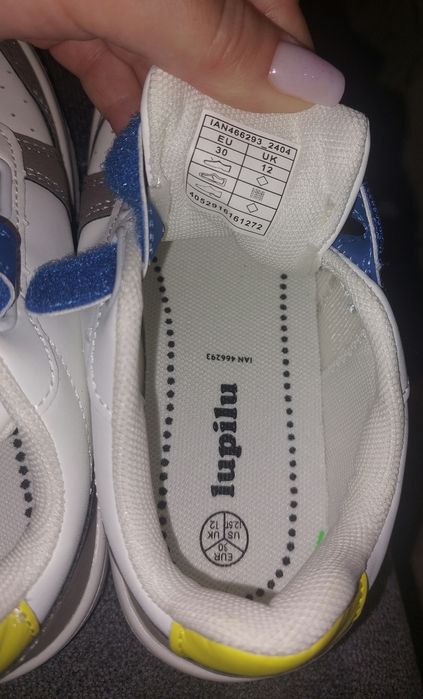 IAN466293_2404
EU UK
30 12
4052916161272
IAN 466293
lupilu
EUR 30
US 12.5
UK 12